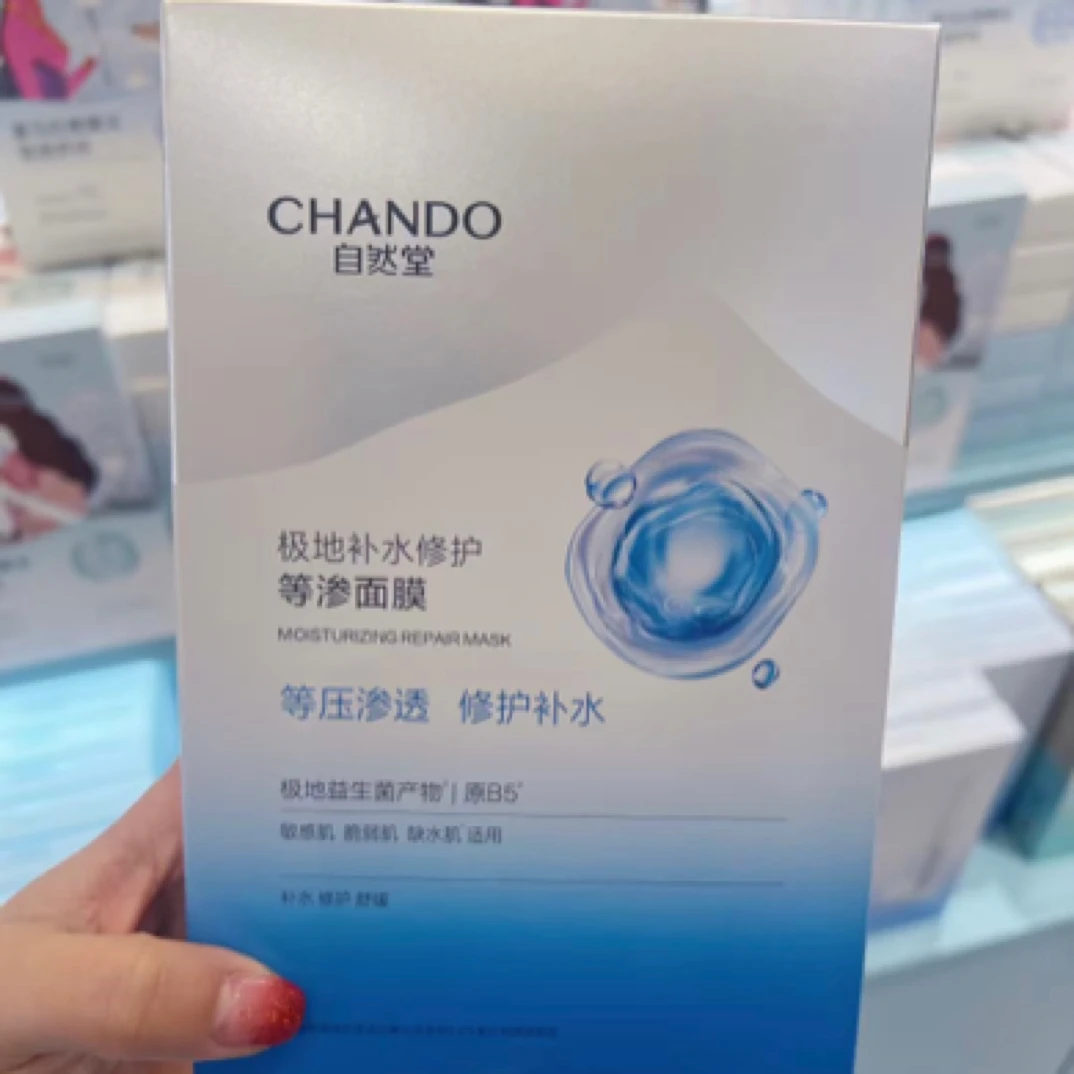 CHANDO
自然堂
极地补水修护
等渗面膜
MOISTURIZING REPAIR MASK
等压渗透 修护补水
极地益生菌产物* | 原B5*
敏感肌 脆弱肌 缺水肌*适用
补水 修护 舒缓